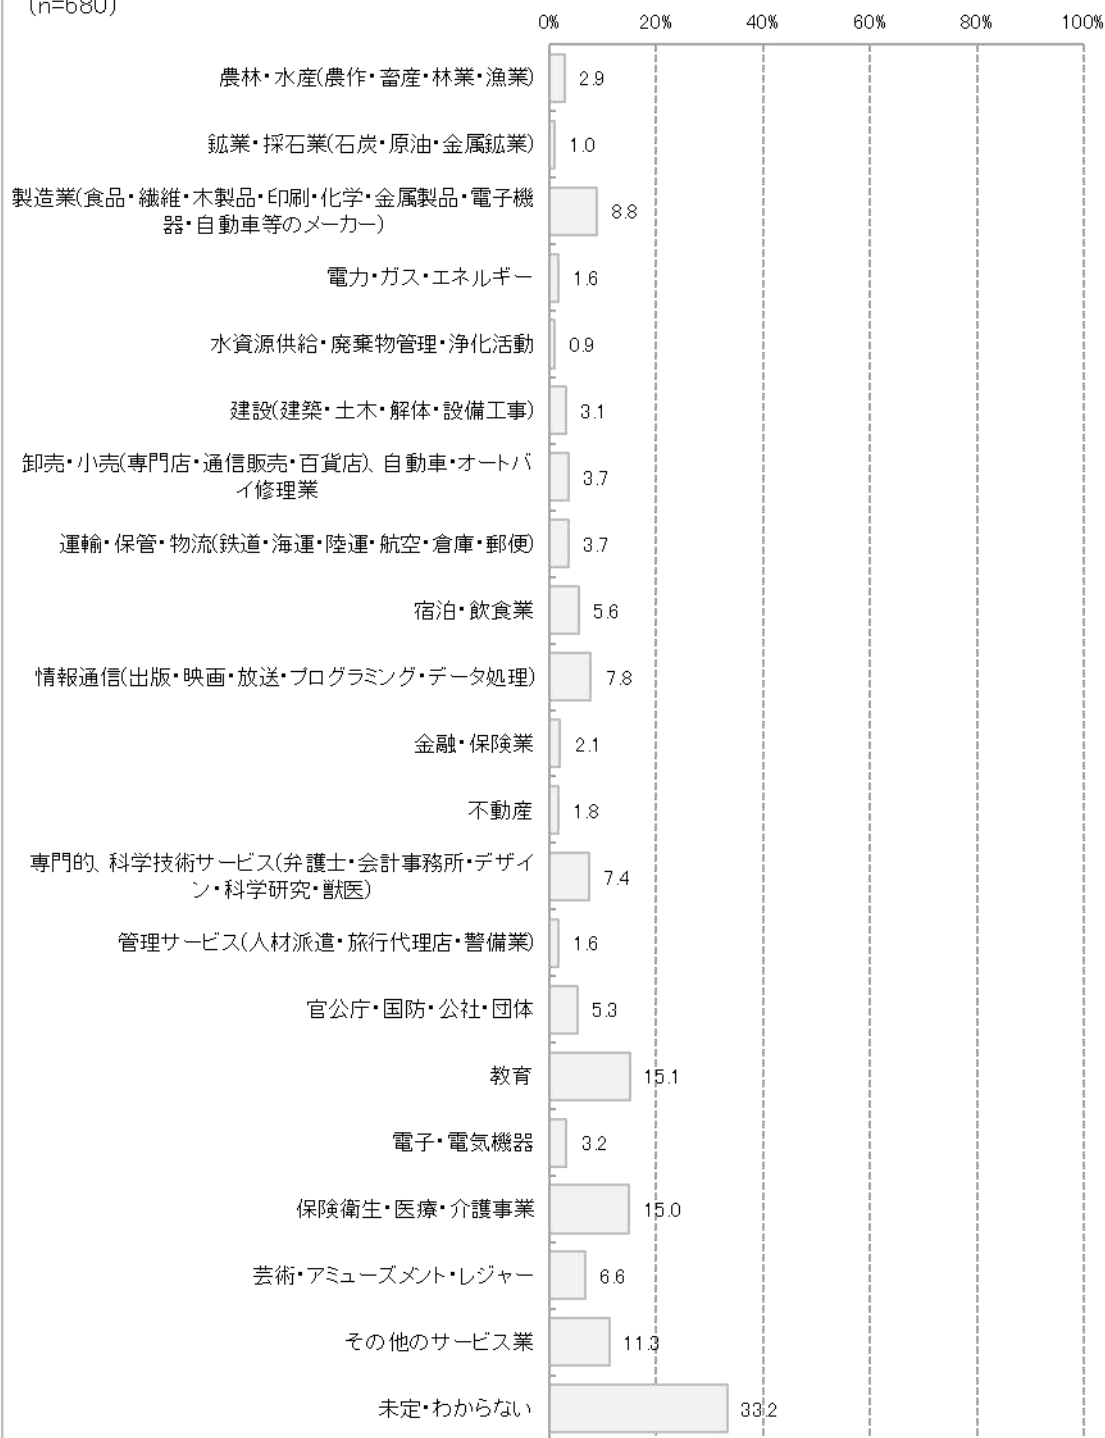 (n=680)
0% 20% 40% 60% 80% 100%
農林・水産(農作・畜産・林業・漁業) 2.9
鉱業・採石業(石炭・原油・金属鉱業) 1.0
製造業(食品・繊維・木製品・印刷・化学・金属製品・電子機
器・自動車等のメーカー) 8.8
電力・ガス・エネルギー 1.6
水資源供給・廃棄物管理・浄化活動 0.9
建設(建築・土木・解体・設備工事) 3.1
卸売・小売(専門店・通信販売・百貨店)、自動車・オートバ
イ修理業 3.7
運輸・保管・物流(鉄道・海運・陸運・航空・倉庫・郵便) 3.7
宿泊・飲食業 5.6
情報通信(出版・映画・放送・プログラミング・データ処理) 7.8
金融・保険業 2.1
不動産 1.8
専門的、科学技術サービス(弁護士・会計事務所・デザイ
ン・科学研究・獣医) 7.4
管理サービス(人材派遣・旅行代理店・警備業) 1.6
官公庁・国防・公社・団体 5.3
教育 15.1
電子・電気機器 3.2
保険衛生・医療・介護事業 15.0
芸術・アミューズメント・レジャー 6.6
その他のサービス業 11.3
未定・わからない 33.2